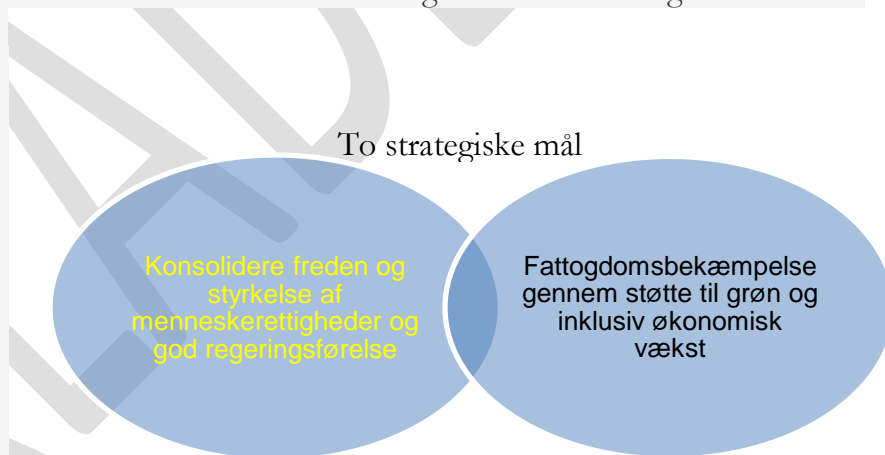 To strategiske mål
Konsolidere freden og
styrkelse af
menneskerettigheder og
god regeringsførelse
Fattogdomsbekæmpelse
gennem støtte til grøn og
inklusiv økonomisk
vækst